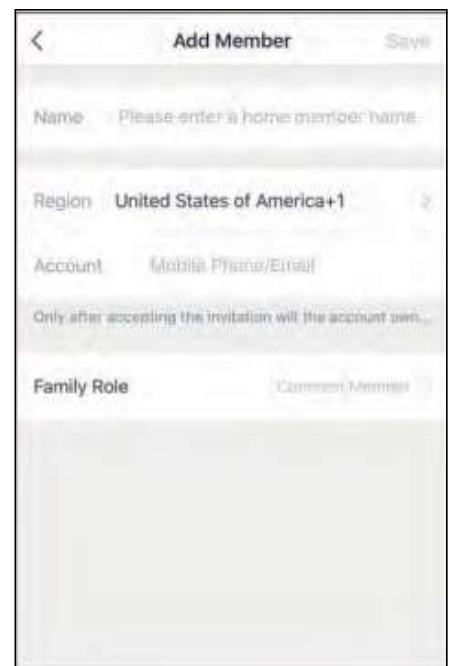 Add Member Save
Name Please enter a home member name.
Region United States of America+1
Account Mobile Phone/Email
Only after accepting the invitation will the account own...
Family Role Common Member